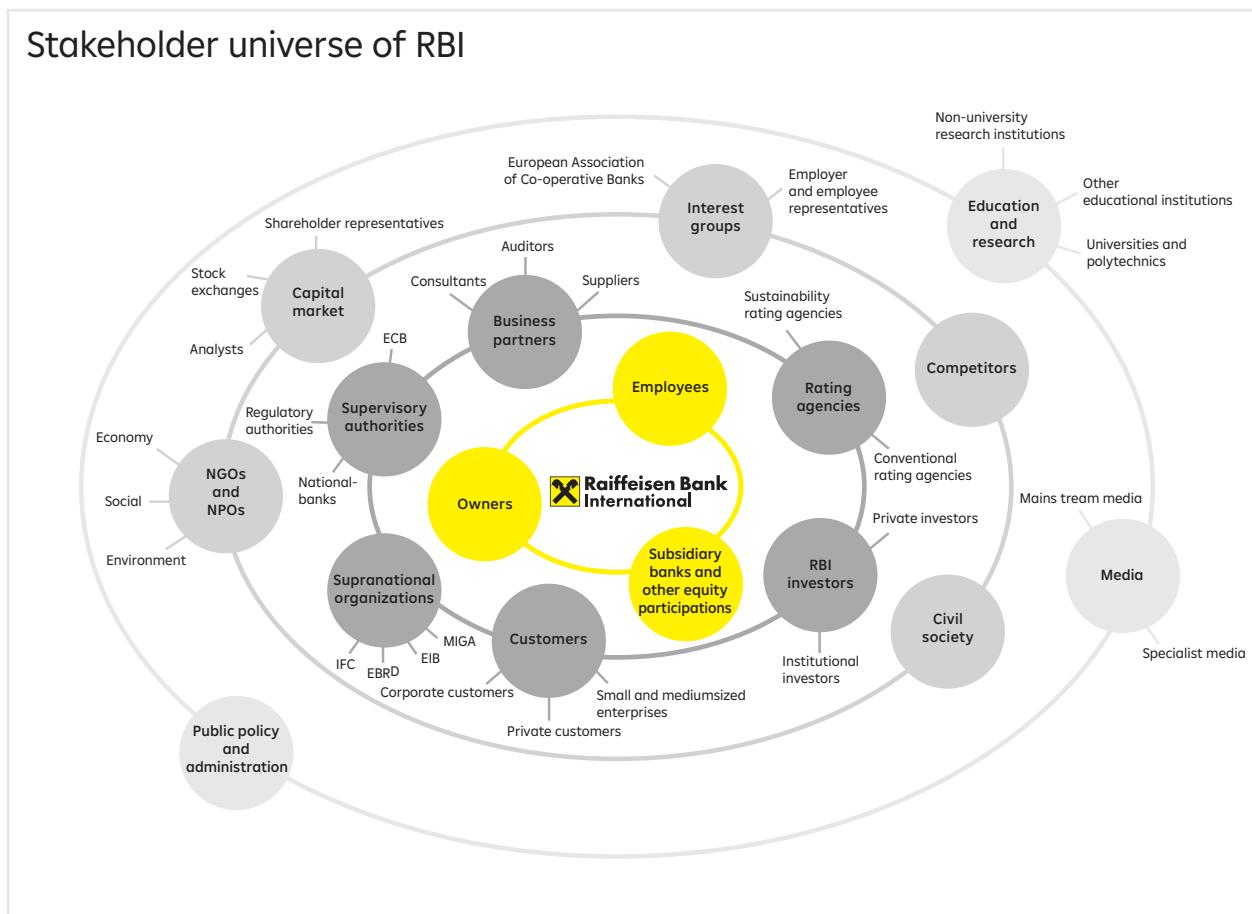 Stakeholder universe of RBI
Non-university
research institutions
Other
educational institutions
Education
and
research
Universities and
polytechnics
European Association
of Co-operative Banks
Interest
groups
Employer
and employee
representatives
Shareholder representatives
Stock
exchanges
Capital
market
Analysts
Auditors
Consultants
Suppliers
Business
partners
Sustainability
rating agencies
Rating
agencies
Conventional
rating agencies
Competitors
ECB
Supervisory
authorities
Regulatory
authorities
National-
banks
Employees
Owners
Raiffeisen Bank
International
Subsidiary
banks and
other equity
participations
Economy
Social
Environment
NGOs
and
NPOs
Mains tream media
Media
Specialist media
Private investors
RBI
investors
Institutional
investors
Civil
society
Supranational
organizations
IFC
EBRD
EIB
MIGA
Customers
Corporate customers
Private customers
Small and mediumsized
enterprises
Public policy
and
administration